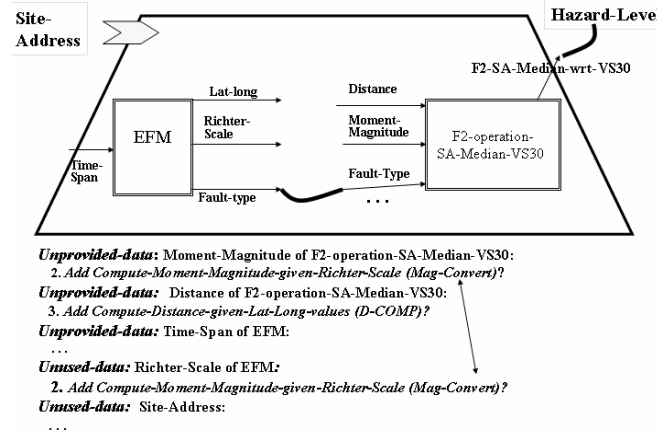 Site-
Address
Hazard-Level
F2-SA-Median-wrt-VS30
Lat-long
Distance
EFM
Richter-
Scale
Moment-
Magnitude
F2-operation-
SA-Median-VS30
Time-
Span
Fault-type
Fault-Type
. . .
Unprovided-data: Moment-Magnitude of F2-operation-SA-Median-VS30:
2. Add Compute-Moment-Magnitude-given-Richter-Scale (Mag-Convert)?
Unprovided-data: Distance of F2-operation-SA-Median-VS30:
3. Add Compute-Distance-given-Lat-Long-values (D-COMP)?
Unprovided-data: Time-Span of EFM:
. . .
Unused-data: Richter-Scale of EFM:
2. Add Compute-Moment-Magnitude-given-Richter-Scale (Mag-Convert)?
Unused-data: Site-Address:
. . .